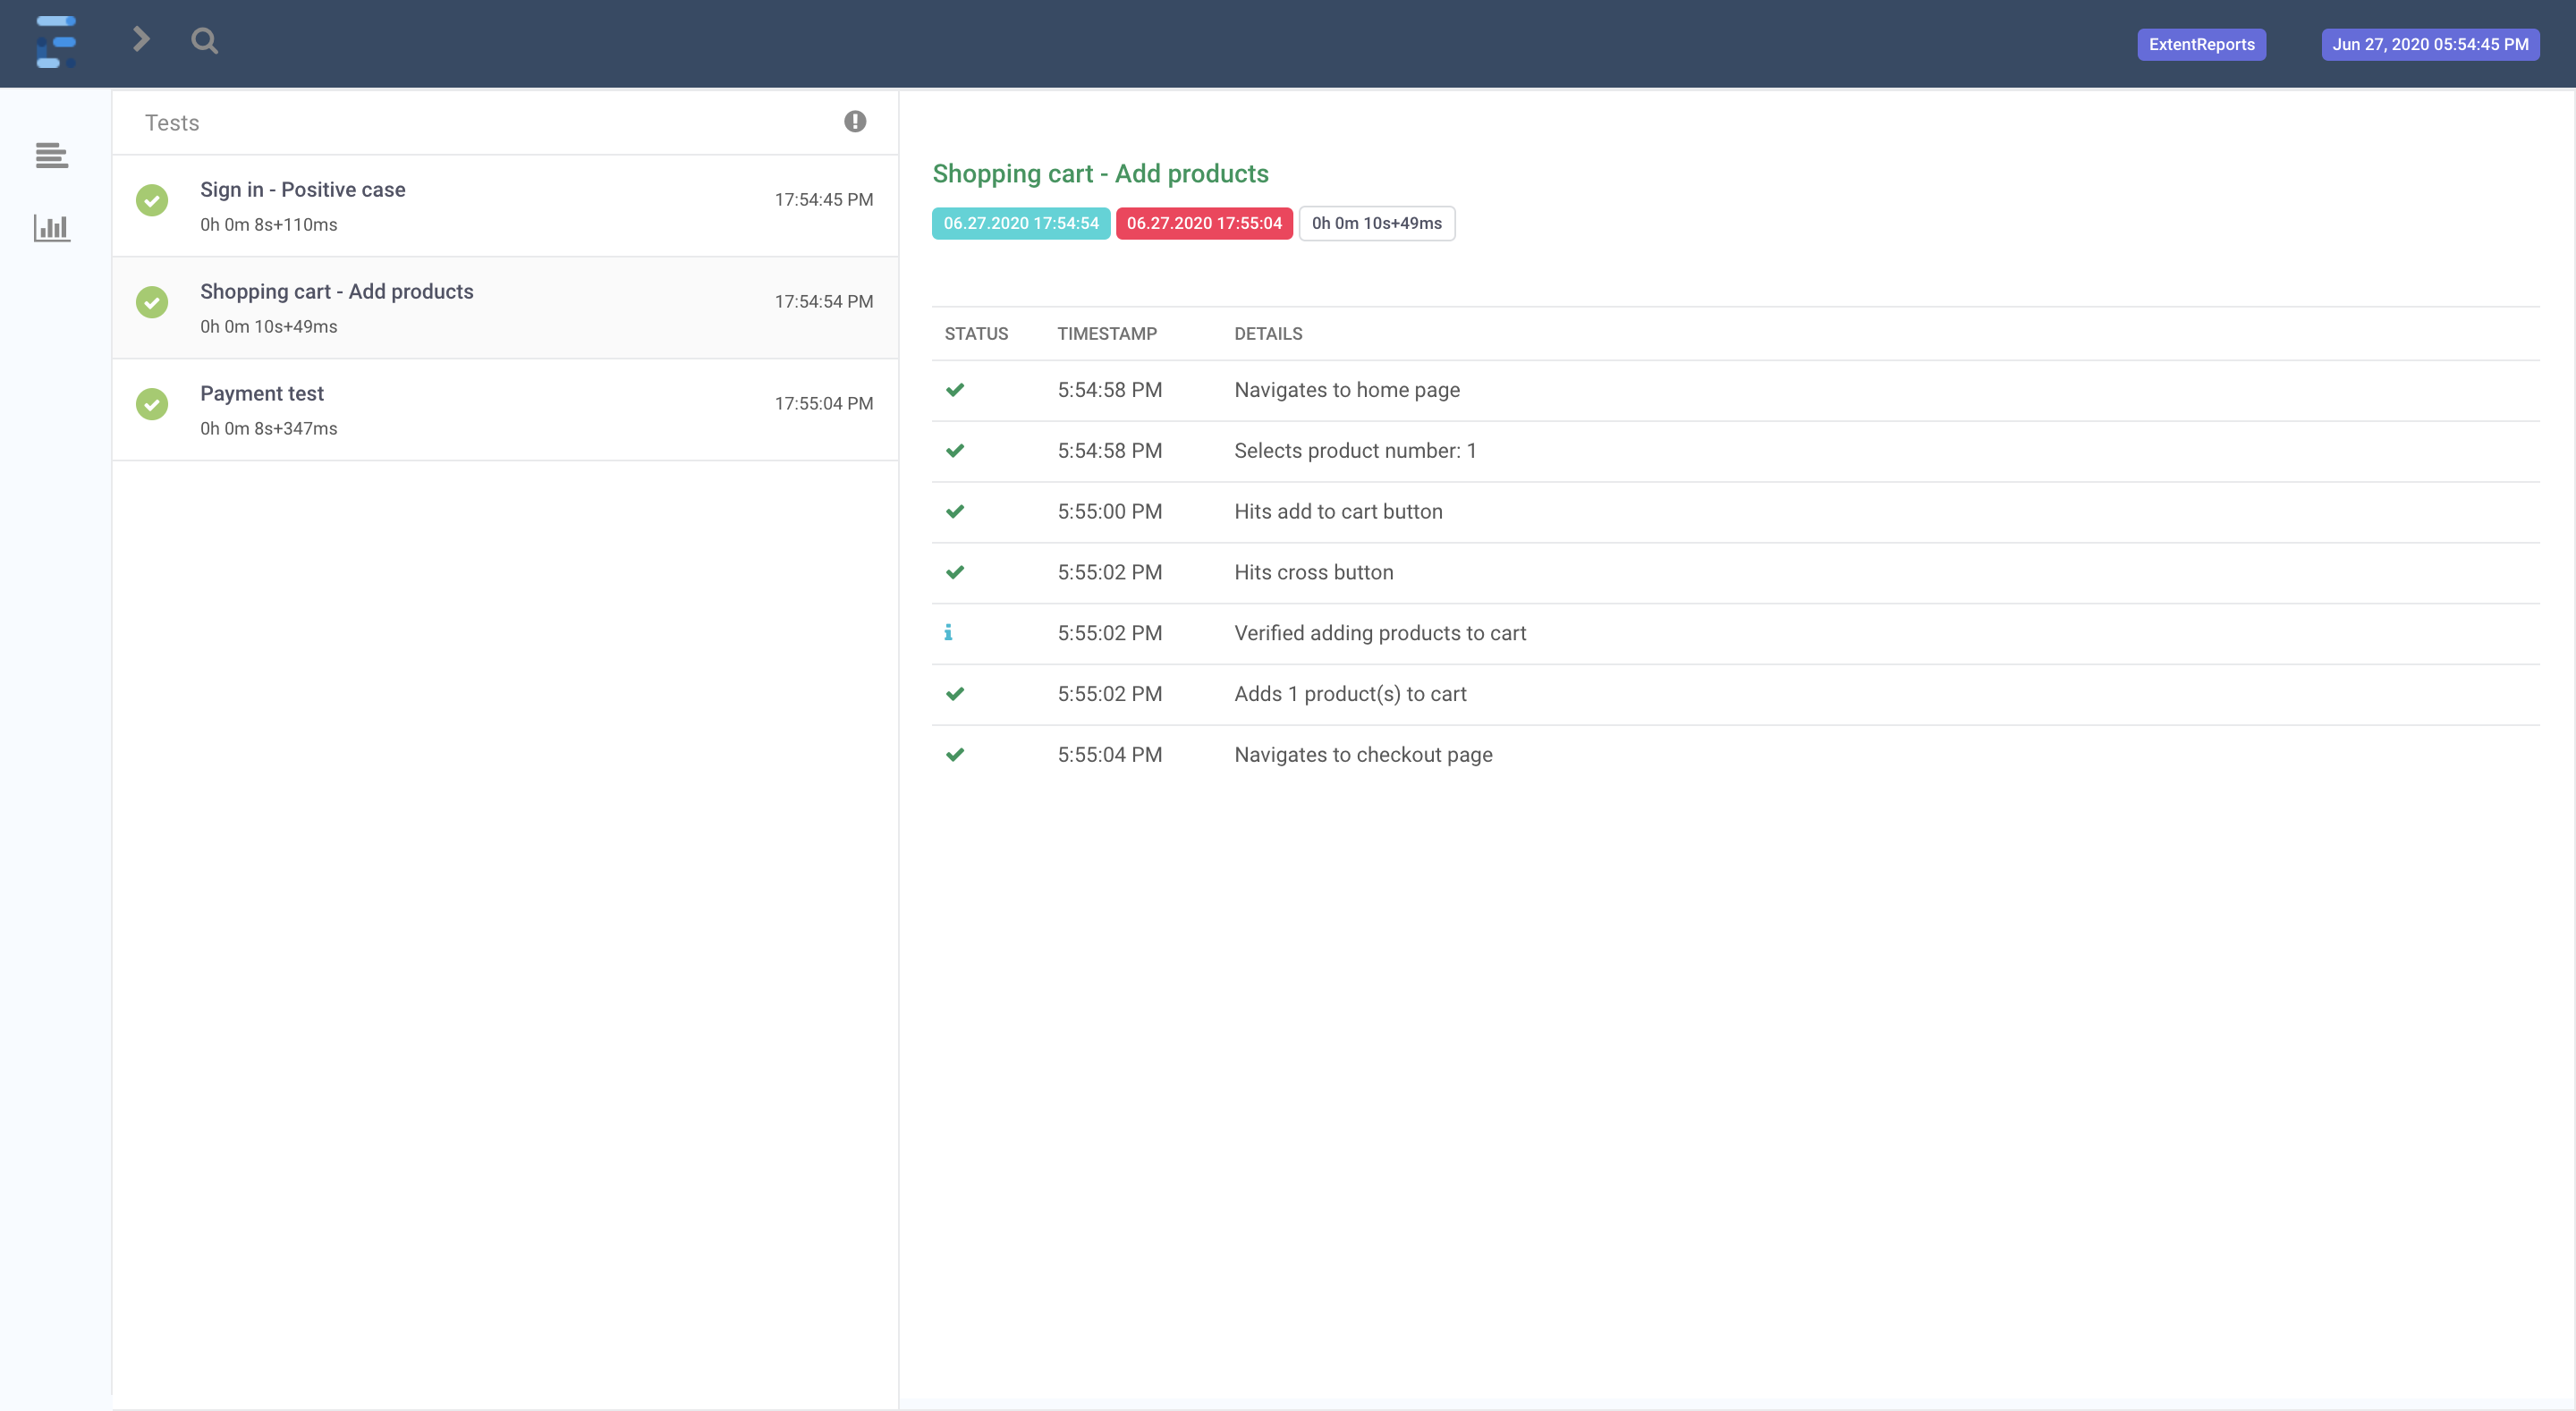 ExtentReports Jun 27, 2020 05:54:45 PM
Tests
Sign in - Positive case 17:54:45 PM
0h 0m 8s+110ms
Shopping cart - Add products 17:54:54 PM
0h 0m 10s+49ms
Payment test 17:55:04 PM
0h 0m 8s+347ms
Shopping cart - Add products
06.27.2020 17:54:54 06.27.2020 17:55:04 0h 0m 10s+49ms
STATUS TIMESTAMP DETAILS
5:54:58 PM Navigates to home page
5:54:58 PM Selects product number: 1
5:55:00 PM Hits add to cart button
5:55:02 PM Hits cross button
5:55:02 PM Verified adding products to cart
5:55:02 PM Adds 1 product(s) to cart
5:55:04 PM Navigates to checkout page